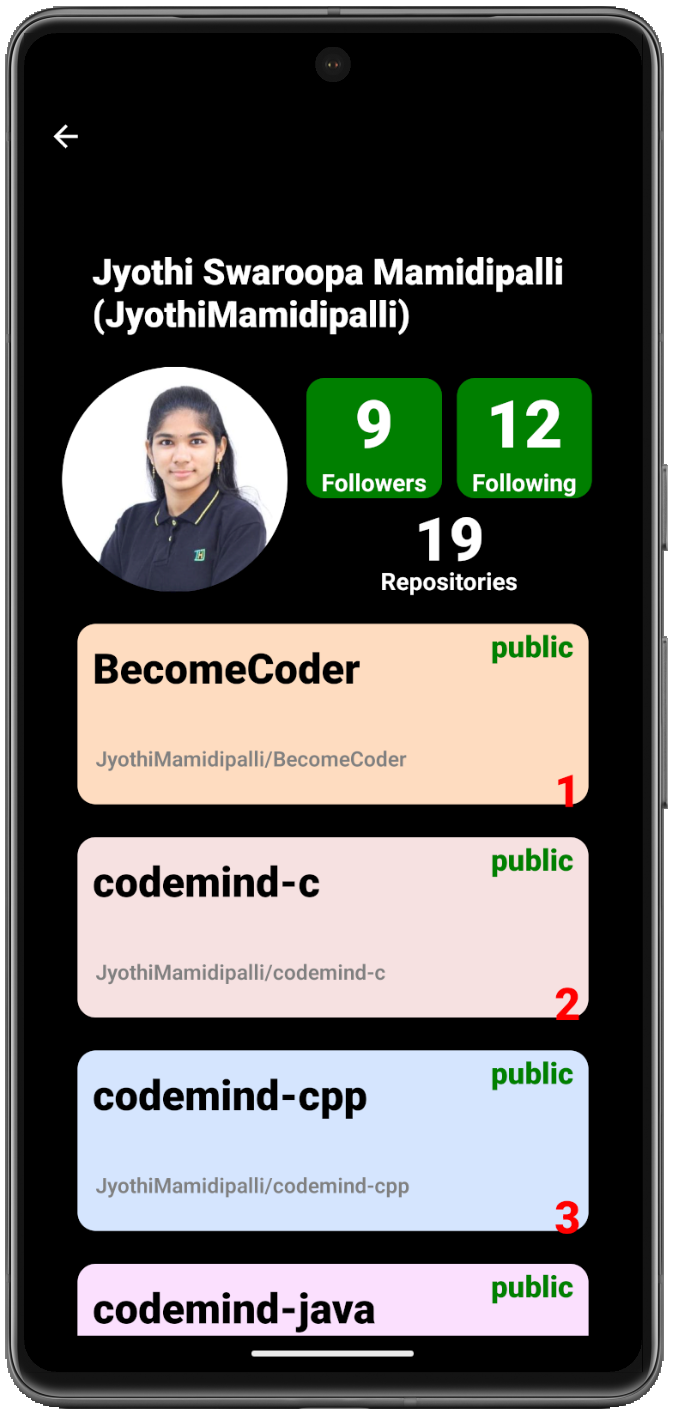 Jyothi Swaroopa Mamidipalli
(JyothiMamidipalli)
9
Followers
12
Following
19
Repositories
public
BecomeCoder
JyothiMamidipalli/BecomeCoder
1
public
codemind-c
JyothiMamidipalli/codemind-c
2
public
codemind-cpp
JyothiMamidipalli/codemind-cpp
3
public
codemind-java